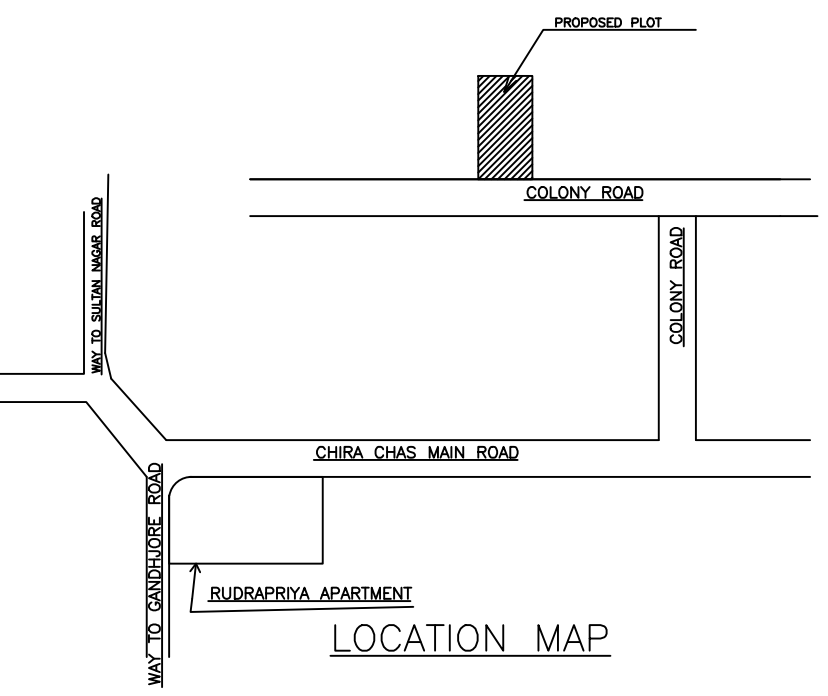 PROPOSED PLOT
COLONY ROAD
WAY TO SULTAN NAGAR ROAD
COLONY ROAD
CHIRA CHAS MAIN ROAD
WAY TO GANDHJORE ROAD
RUDRAPRIYA APARTMENT
LOCATION MAP